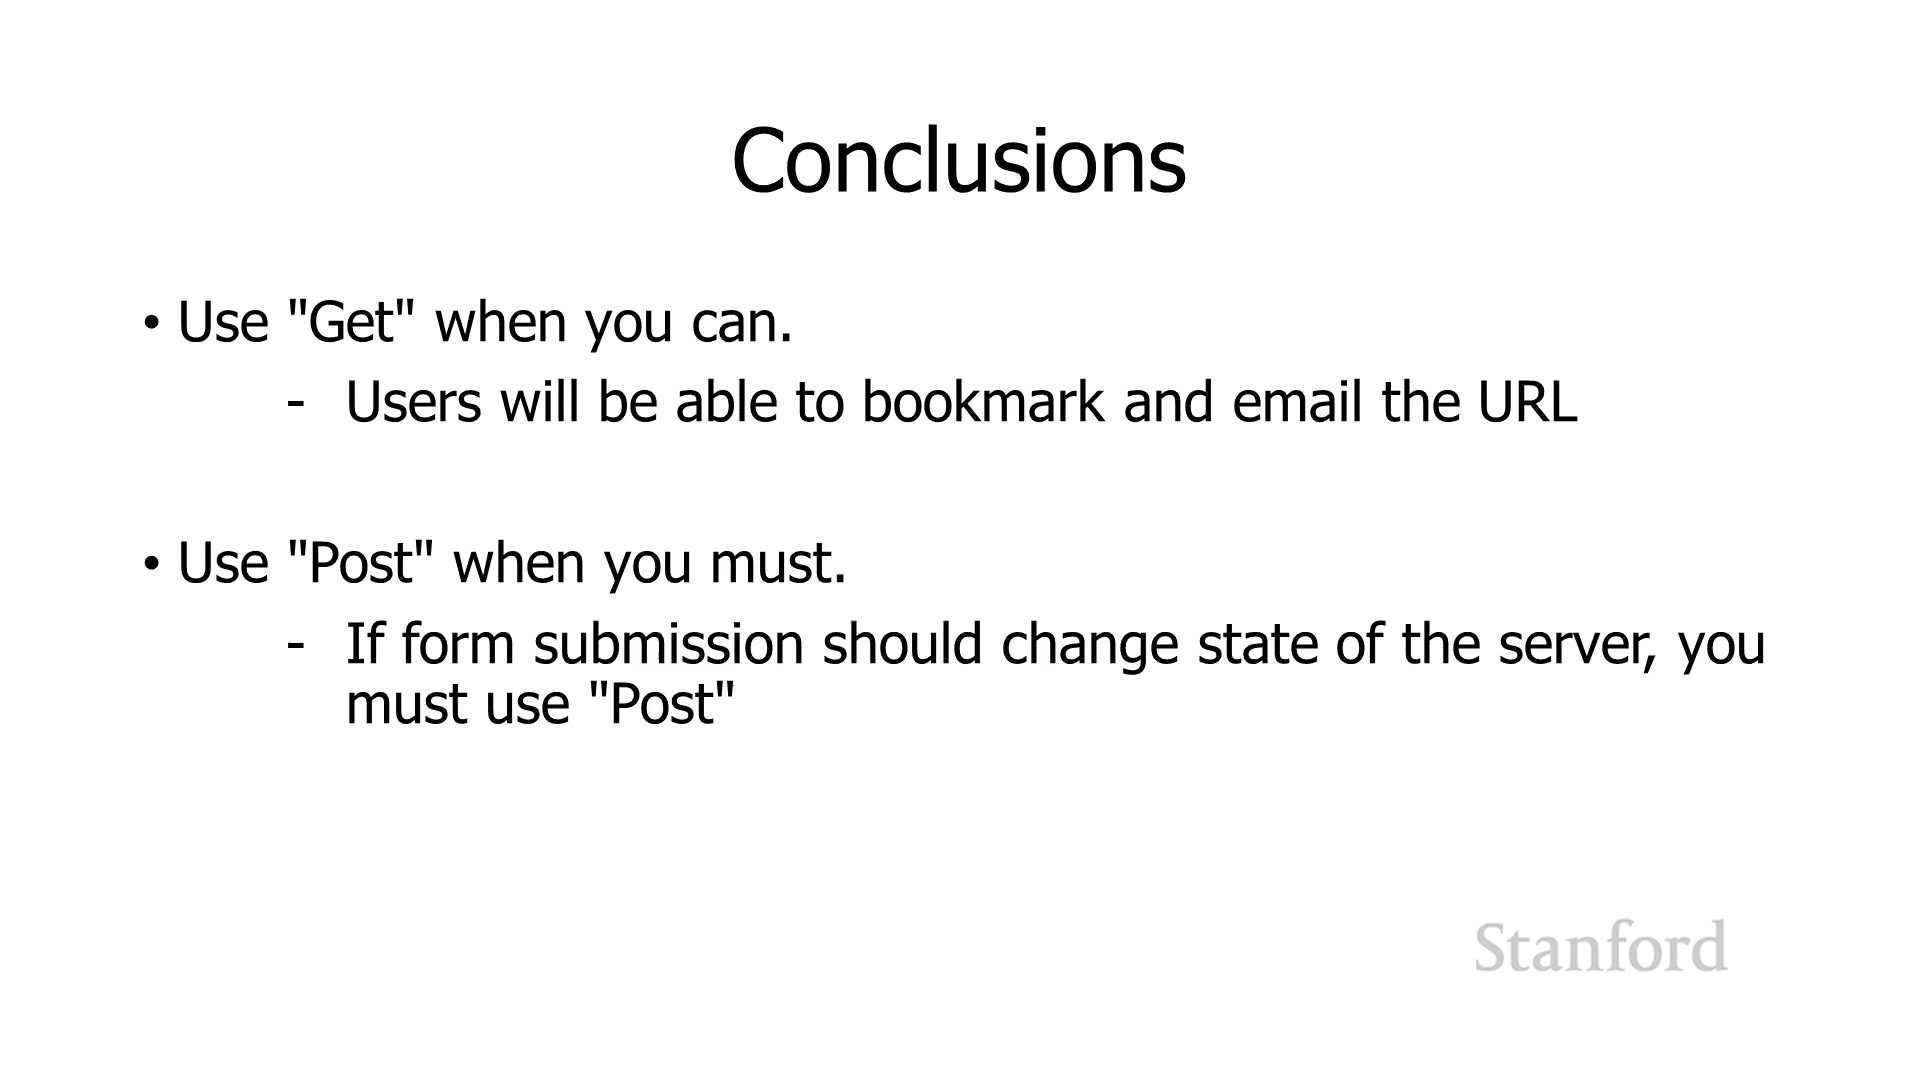 Conclusions
• Use "Get" when you can.
- Users will be able to bookmark and email the URL
• Use "Post" when you must.
- If form submission should change state of the server, you
must use "Post"
Stanford